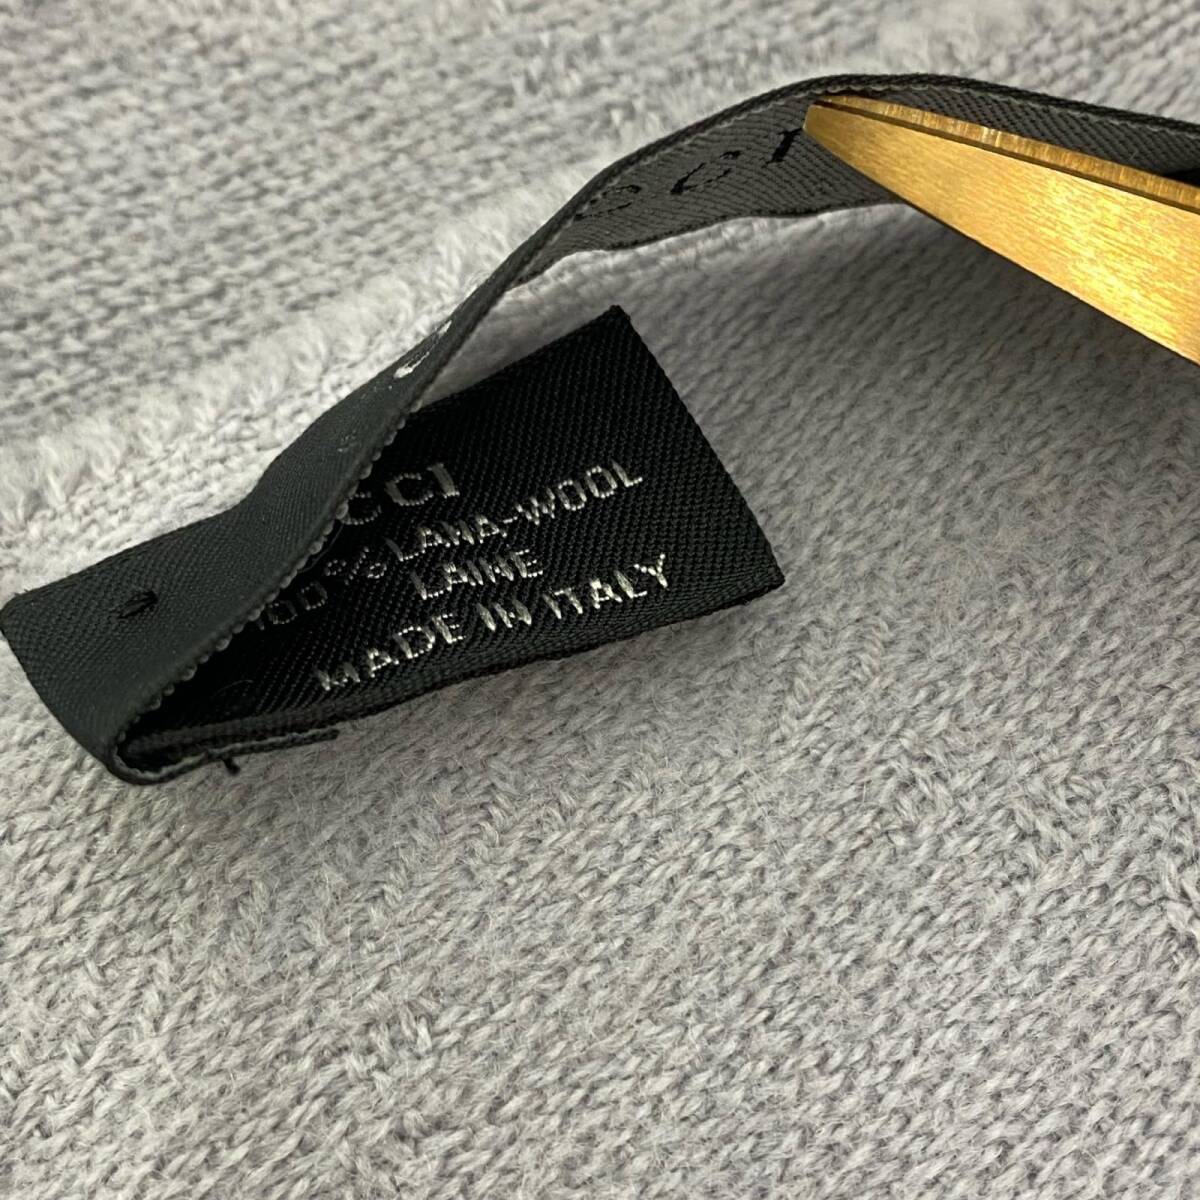 CCI
100% LANA-WOOL
LAINE
MADE IN ITALY